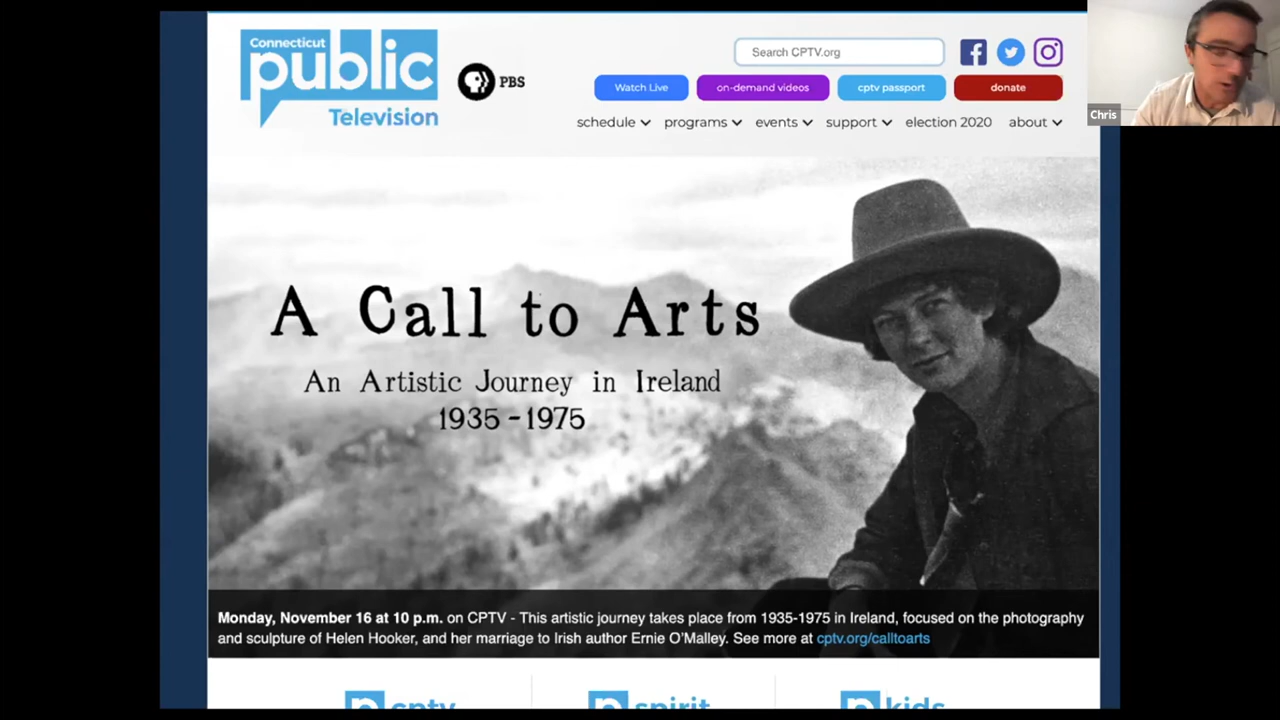 Connecticut
public
Television
PBS
Search CPTV.org
Watch Live
on-demand videos
cptv passport
donate
schedule
programs
events
support
election 2020
about
Chris
A Call to Arts
An Artistic Journey in Ireland
1935 - 1975
Monday, November 16 at 10 p.m. on CPTV - This artistic journey takes place from 1935-1975 in Ireland, focused on the photography
and sculpture of Helen Hooker, and her marriage to Irish author Ernie O'Malley. See more at cptv.org/calltoarts
cptv
spirit
kids